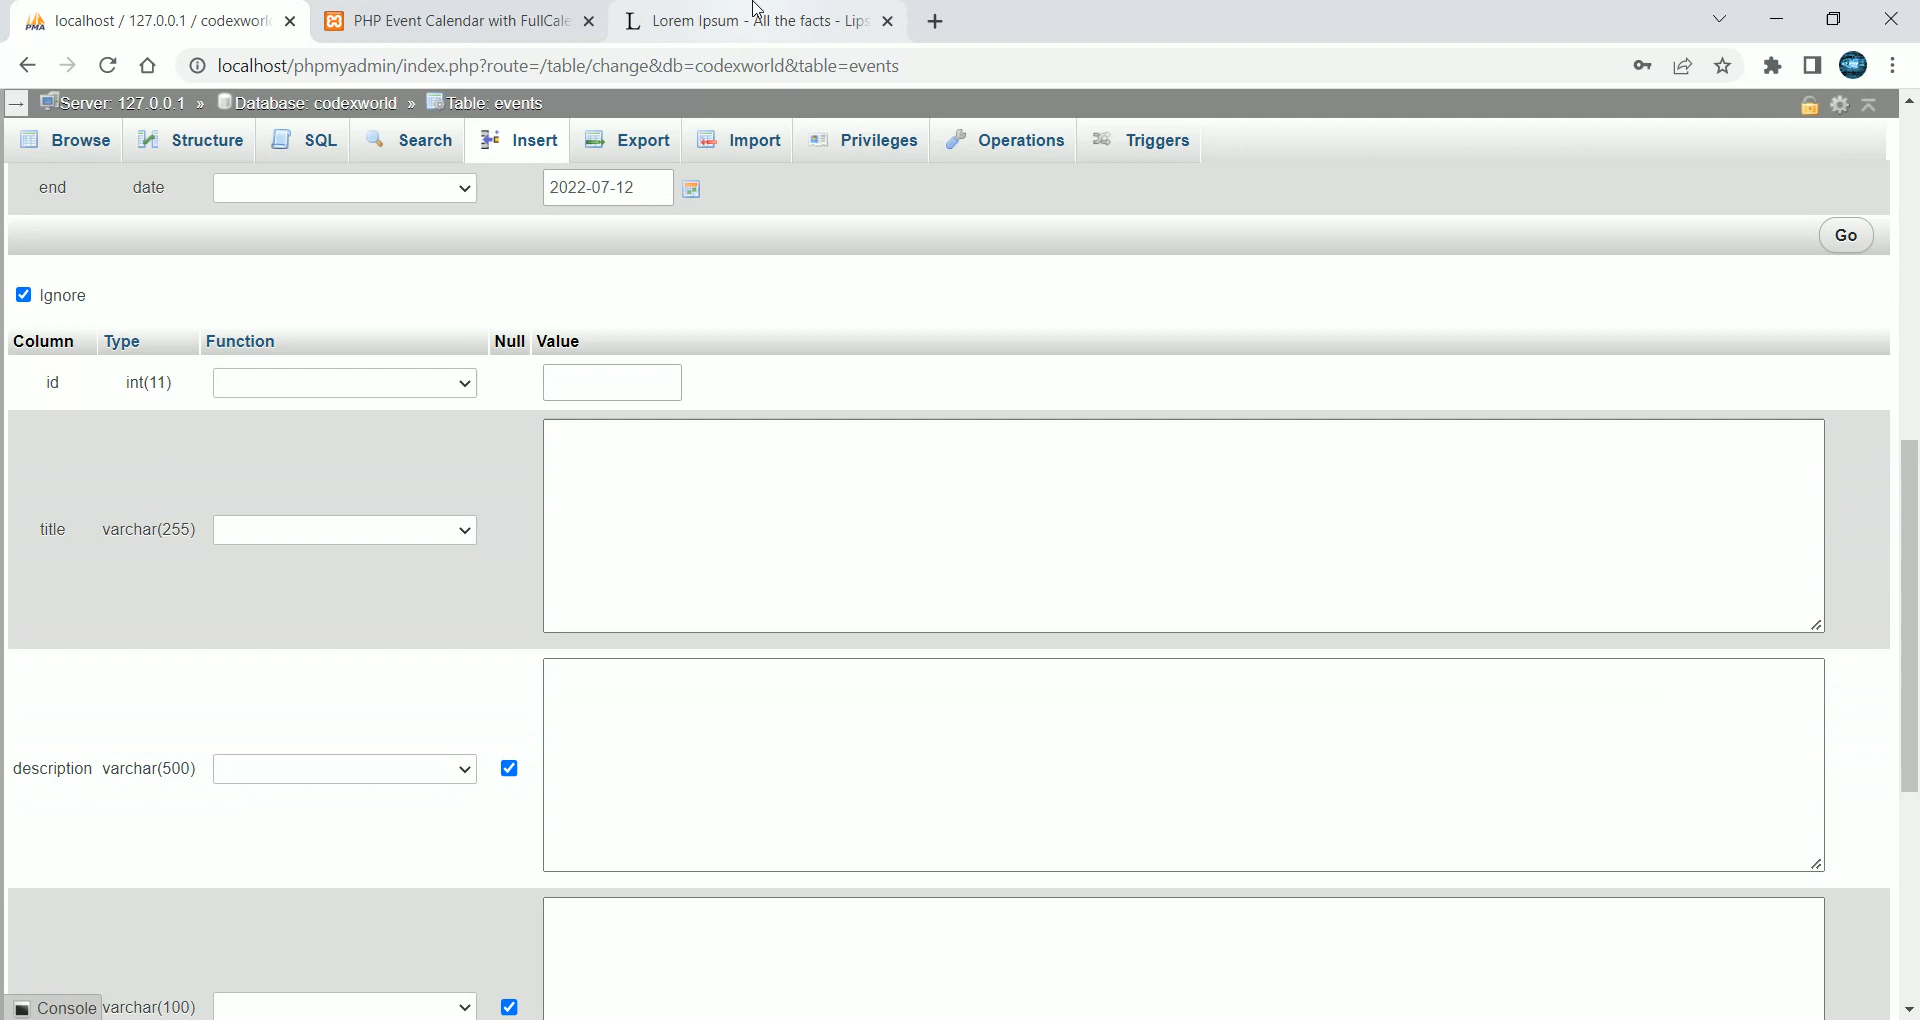 localhost / 127.0.0.1 / codexworl
PHP Event Calendar with FullCale
Lorem Ipsum - All the facts - Lips
localhost/phpmyadmin/index.php?route=/table/change&db=codexworld&table=events
Server: 127.0.0.1 » Database: codexworld » Table: events
Browse Structure SQL Search Insert Export Import Privileges Operations Triggers
end date 2022-07-12
Go
Ignore
Column Type Function Null Value
id int(11)
title varchar(255)
description varchar(500)
Console varchar(100)